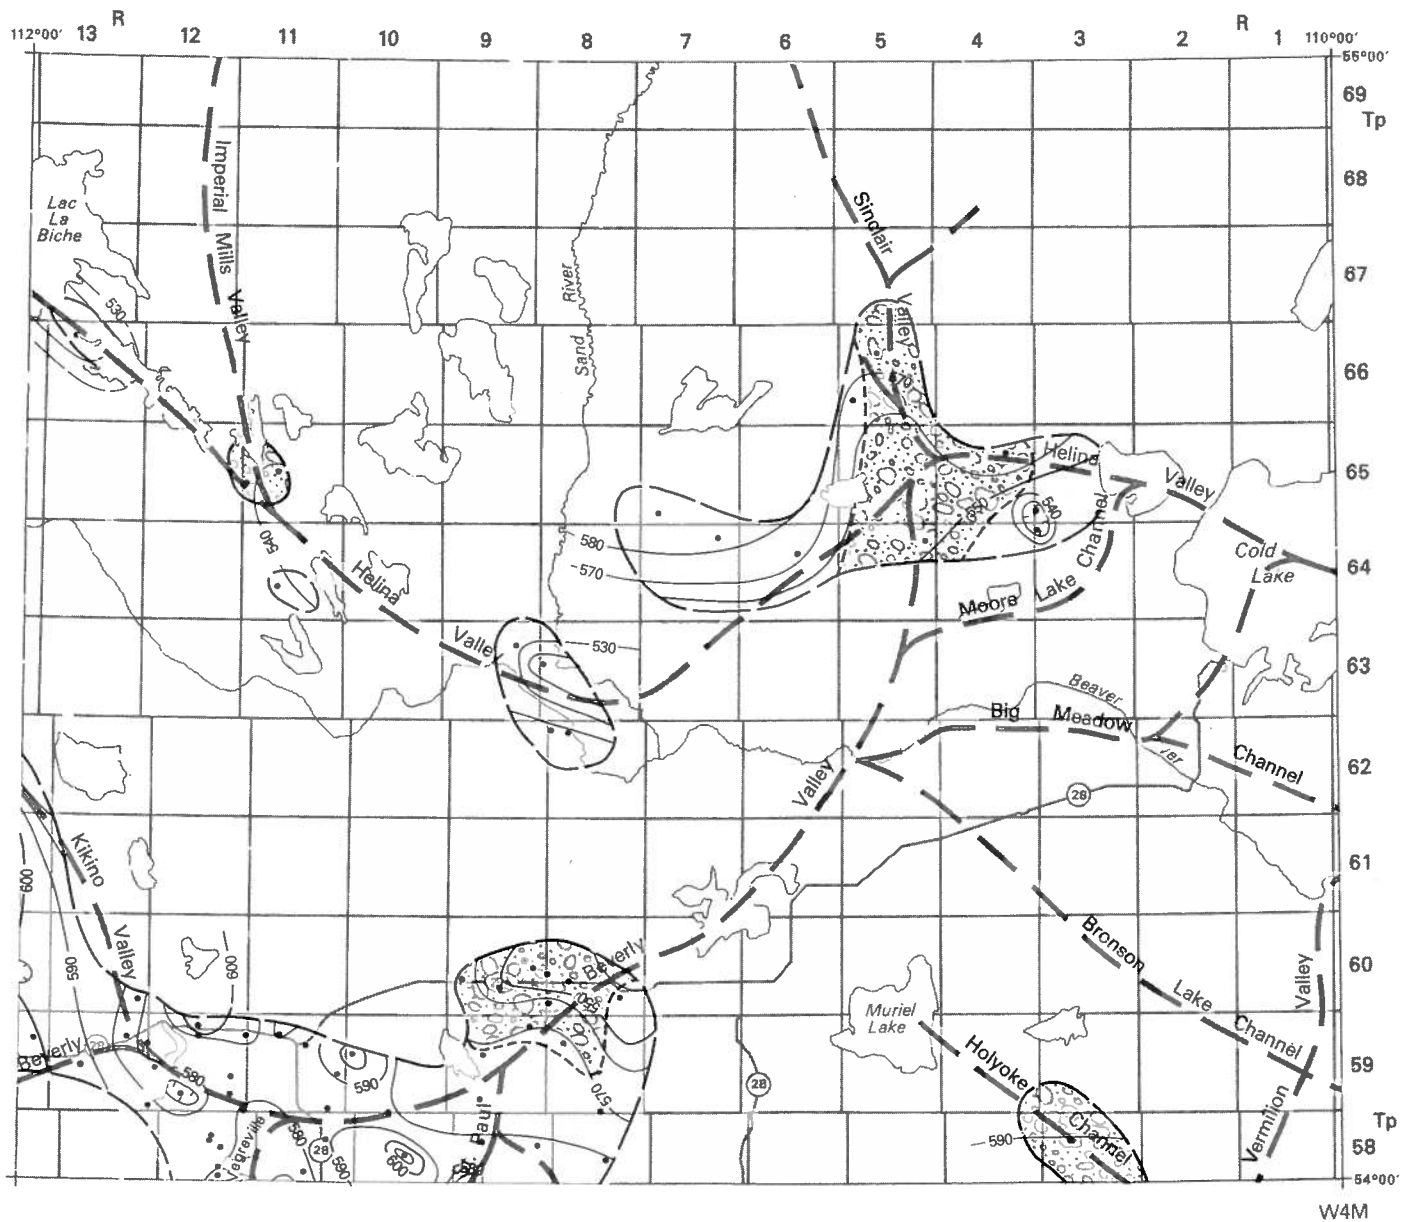 R R
112°00' 13 12 11 10 9 8 7 6 5 4 3 2 1 110°00'
55°00'
69
Tp
68
67
66
65
64
63
62
61
60
59
Tp
58
54°00'
W4M
Imperial Mills Valley
Lac
La
Biche
530
Sand River
Sinclair
Valley
Helina
Valley
540
Helina
Valley
530
580
570
570
550
540
Moore Lake Channel
Cold
Lake
Beaver
Big Meadow
Channel
28
Valley
Beverly
Kikino
Valley
600
590
600
Beverly
28
580
590
580
590
600
Vegreville
28
Paul
570
28
Muriel
Lake
Holyoke
Channel
590
Bronson
Lake
Channel
Vermilion
Valley